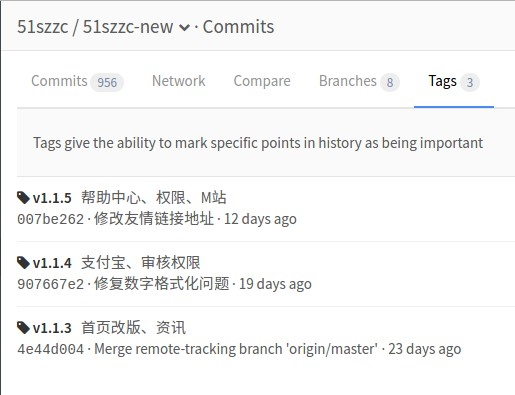 51szzc / 51szzc-new · Commits
Commits 956 Network Compare Branches 8 Tags 3
Tags give the ability to mark specific points in history as being important
v1.1.5 帮助中心、权限、M站
007be262 · 修改友情链接地址 · 12 days ago
v1.1.4 支付宝、审核权限
907667e2 · 修复数字格式化问题 · 19 days ago
v1.1.3 首页改版、资讯
4e44d004 · Merge remote-tracking branch 'origin/master' · 23 days ago